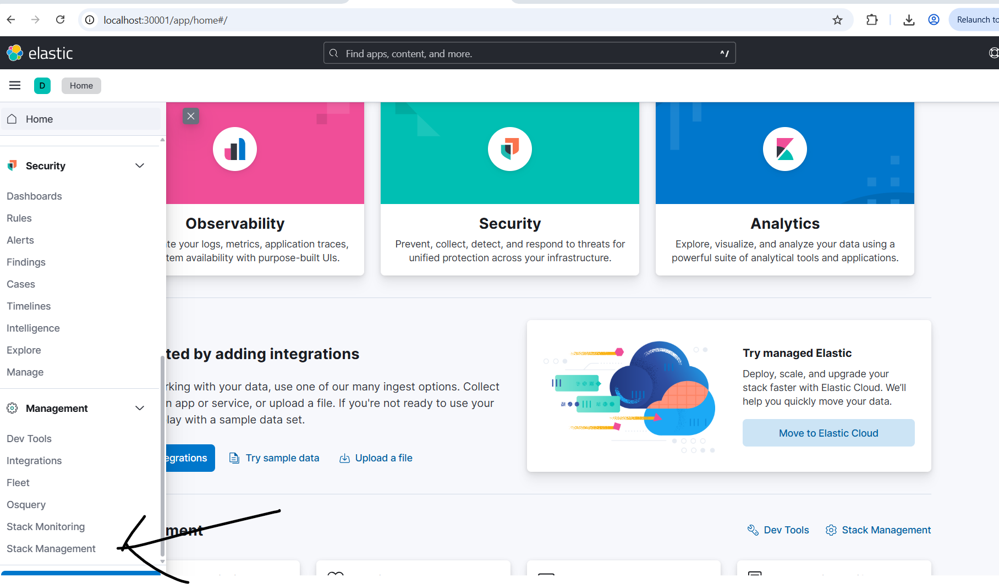 localhost:30001/app/home#/
Relaunch to
elastic
Find apps, content, and more.
^/
D
Home
Home
Security
Dashboards
Rules
Alerts
Findings
Cases
Timelines
Intelligence
Explore
Manage
Management
Dev Tools
Integrations
Fleet
Osquery
Stack Monitoring
Stack Management
Observability
te your logs, metrics, application traces,
tem availability with purpose-built UIs.
Security
Prevent, collect, detect, and respond to threats for
unified protection across your infrastructure.
Analytics
Explore, visualize, and analyze your data using a
powerful suite of analytical tools and applications.
ted by adding integrations
rking with your data, use one of our many ingest options. Collect
n app or service, or upload a file. If you're not ready to use your
lay with a sample data set.
egrations
Try sample data
Upload a file
Try managed Elastic
Deploy, scale, and upgrade your
stack faster with Elastic Cloud. We'll
help you quickly move your data.
Move to Elastic Cloud
ment
Dev Tools
Stack Management